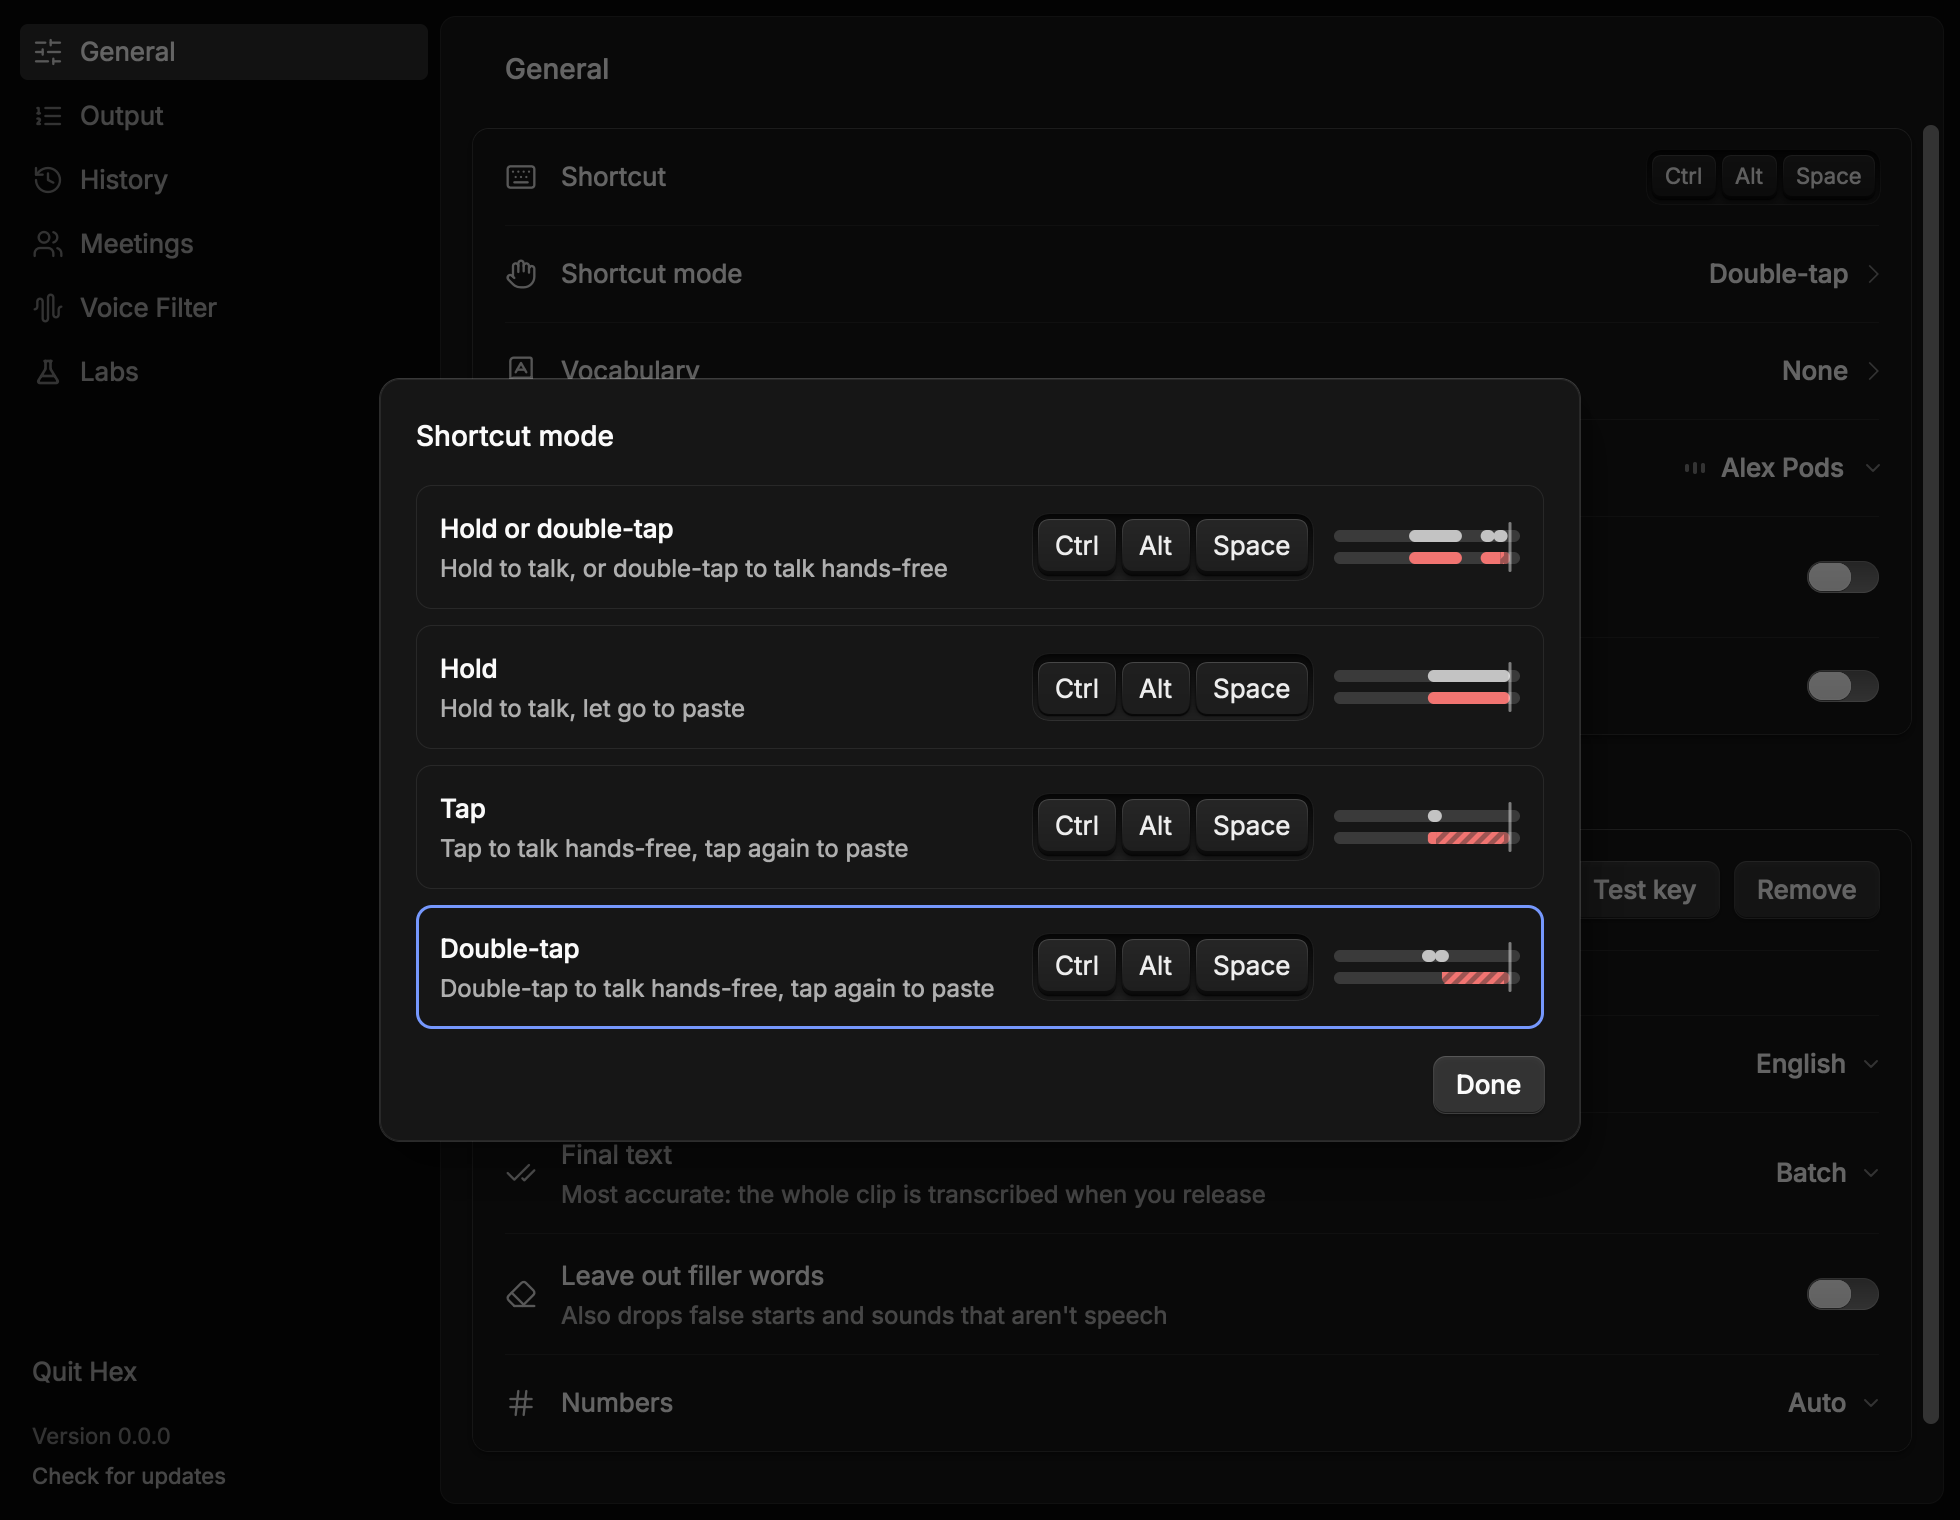 General
Output
History
Meetings
Voice Filter
Labs
Quit Hex
Version 0.0.0
Check for updates
General
Shortcut
Ctrl Alt Space
Shortcut mode
Double-tap
Vocabulary
None
Alex Pods
Shortcut mode
Hold or double-tap
Hold to talk, or double-tap to talk hands-free
Ctrl Alt Space
Hold
Hold to talk, let go to paste
Ctrl Alt Space
Tap
Tap to talk hands-free, tap again to paste
Ctrl Alt Space
Double-tap
Double-tap to talk hands-free, tap again to paste
Ctrl Alt Space
Done
Test key
Remove
English
Final text
Most accurate: the whole clip is transcribed when you release
Batch
Leave out filler words
Also drops false starts and sounds that aren't speech
Numbers
Auto